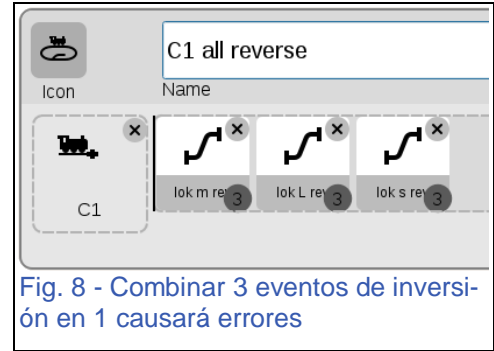 C1 all reverse
Icon
Name
C1
lok m re
3
lok L rev
3
lok s rev
3
Fig. 8 - Combinar 3 eventos de inversi-
ón en 1 causará errores